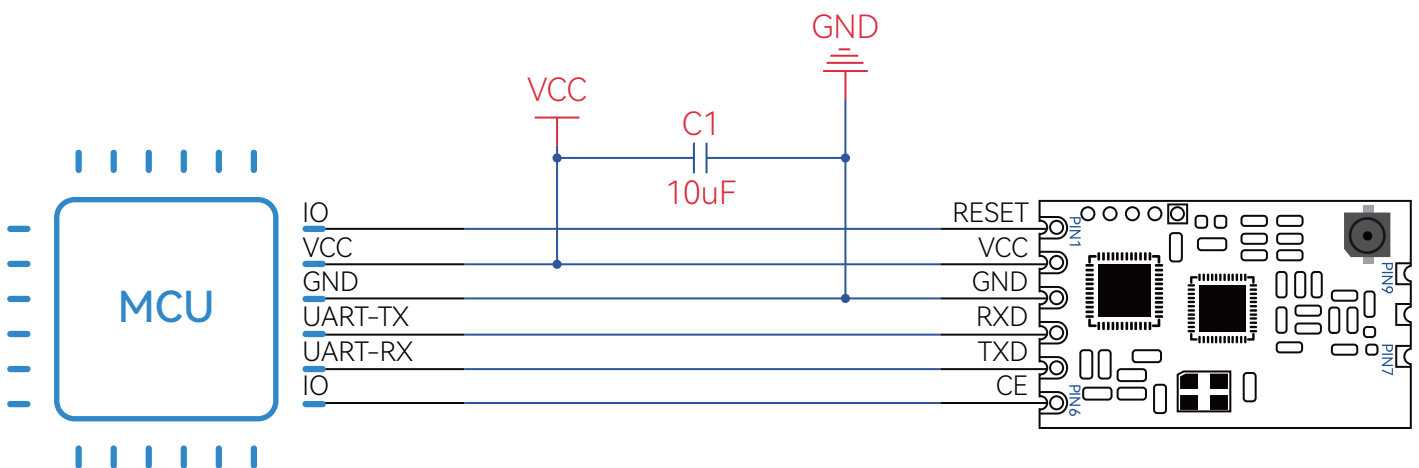 GND
VCC
C1
10uF
IO
RESET
VCC
VCC
GND
GND
UART-TX
RXD
UART-RX
TXD
IO
CE
MCU
PIN1
PIN6
PIN9
PIN7